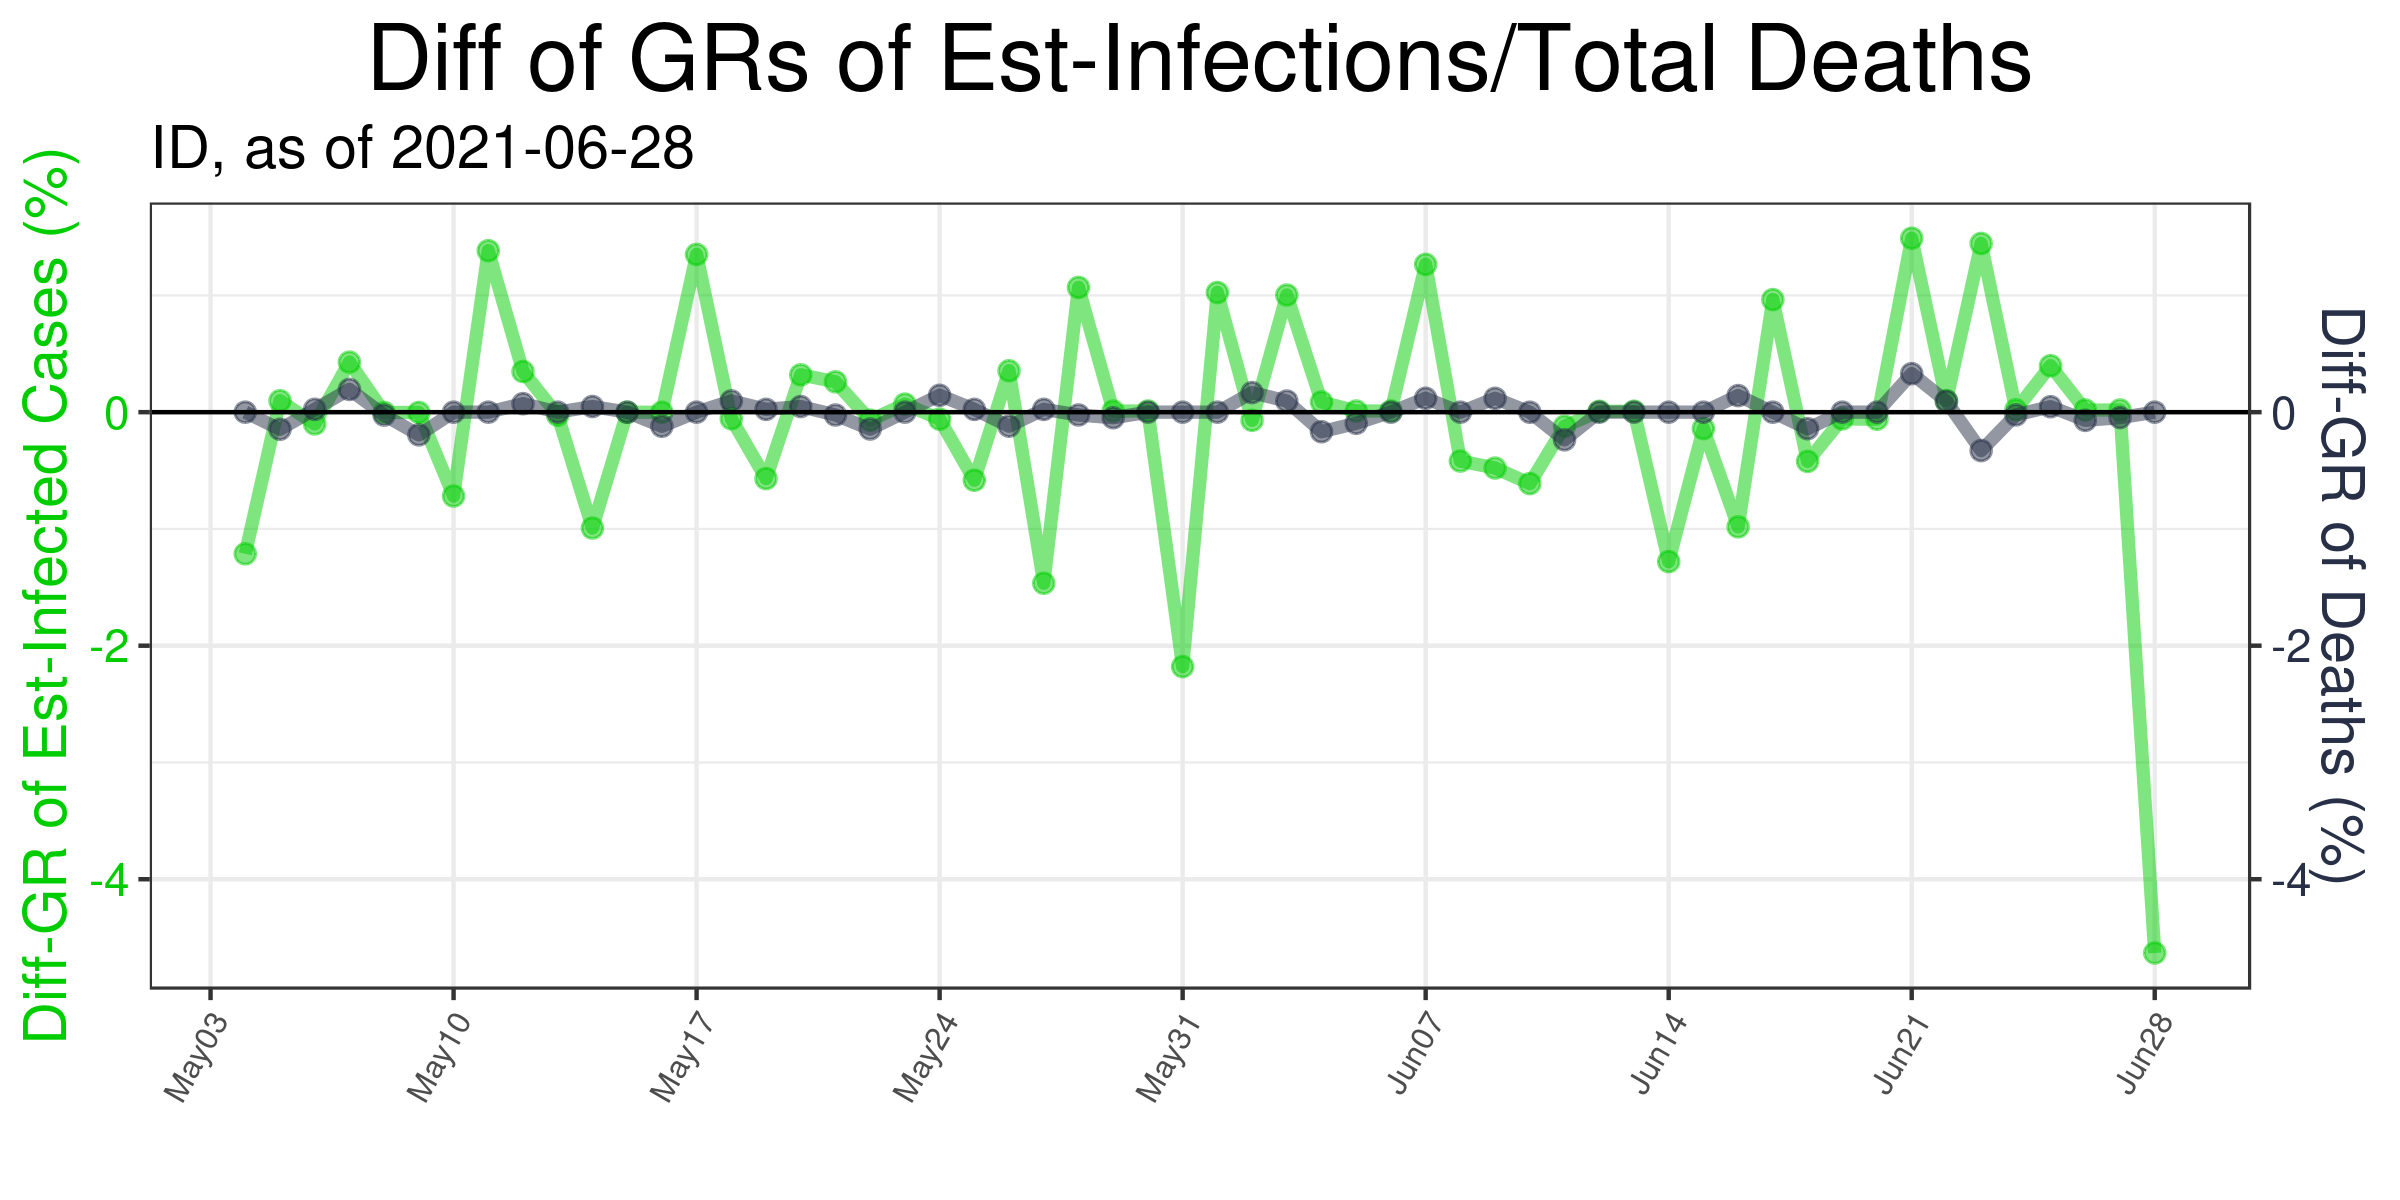 Diff of GRs of Est-Infections/Total Deaths
ID, as of 2021-06-28
Diff-GR of Est-Infected Cases (%)
0
-2
-4
0
-2
-4
Diff-GR of Deaths (%)
May03
May10
May17
May24
May31
Jun07
Jun14
Jun21
Jun28